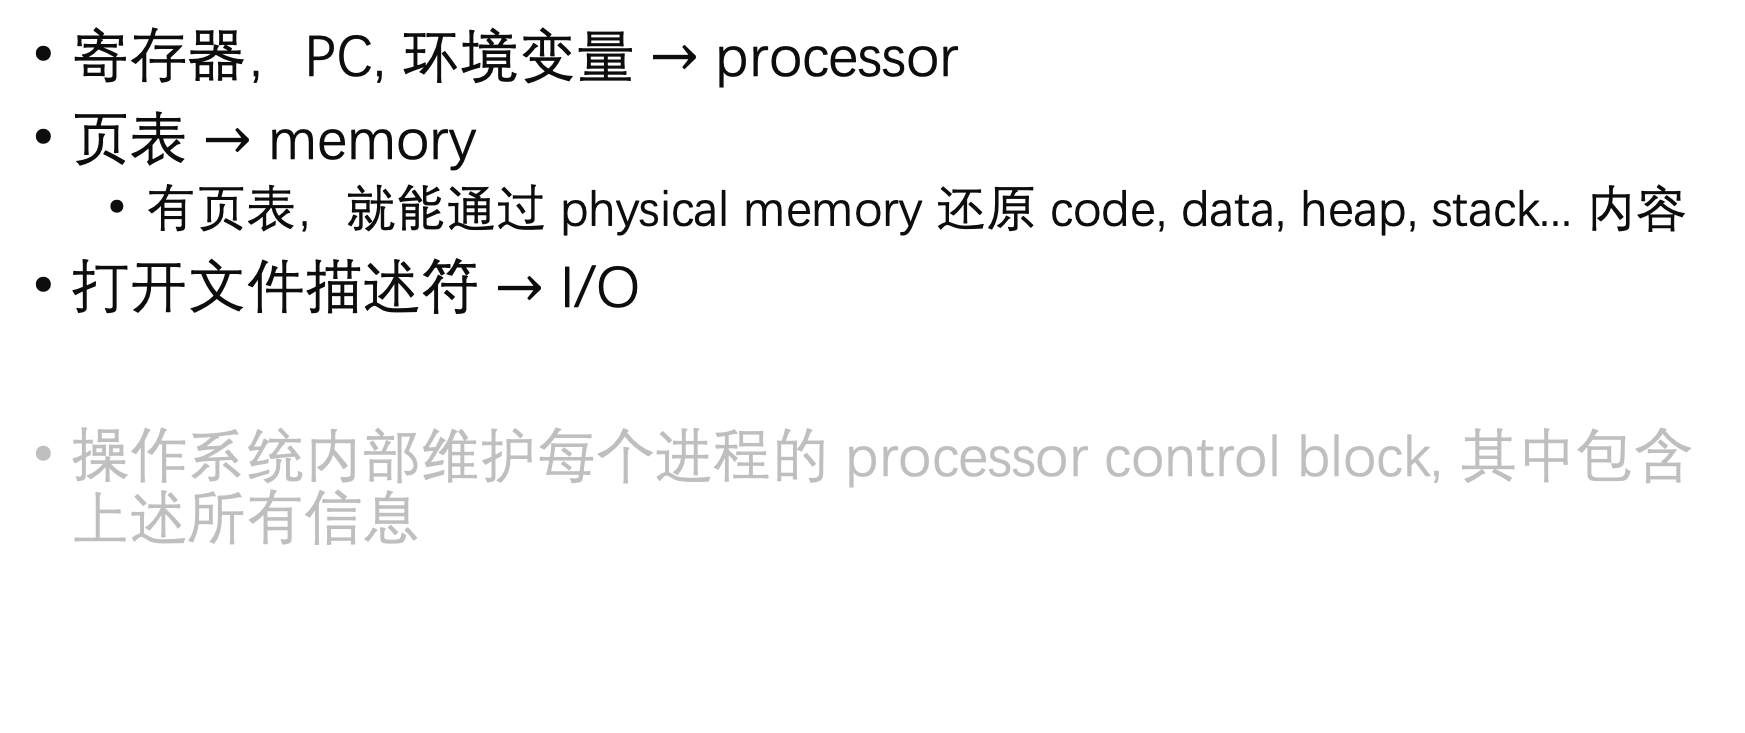 • 寄存器，PC, 环境变量 → processor
• 页表 → memory
• 有页表，就能通过 physical memory 还原 code, data, heap, stack... 内容
• 打开文件描述符 → I/O
• 操作系统内部维护每个进程的 processor control block, 其中包含
上述所有信息